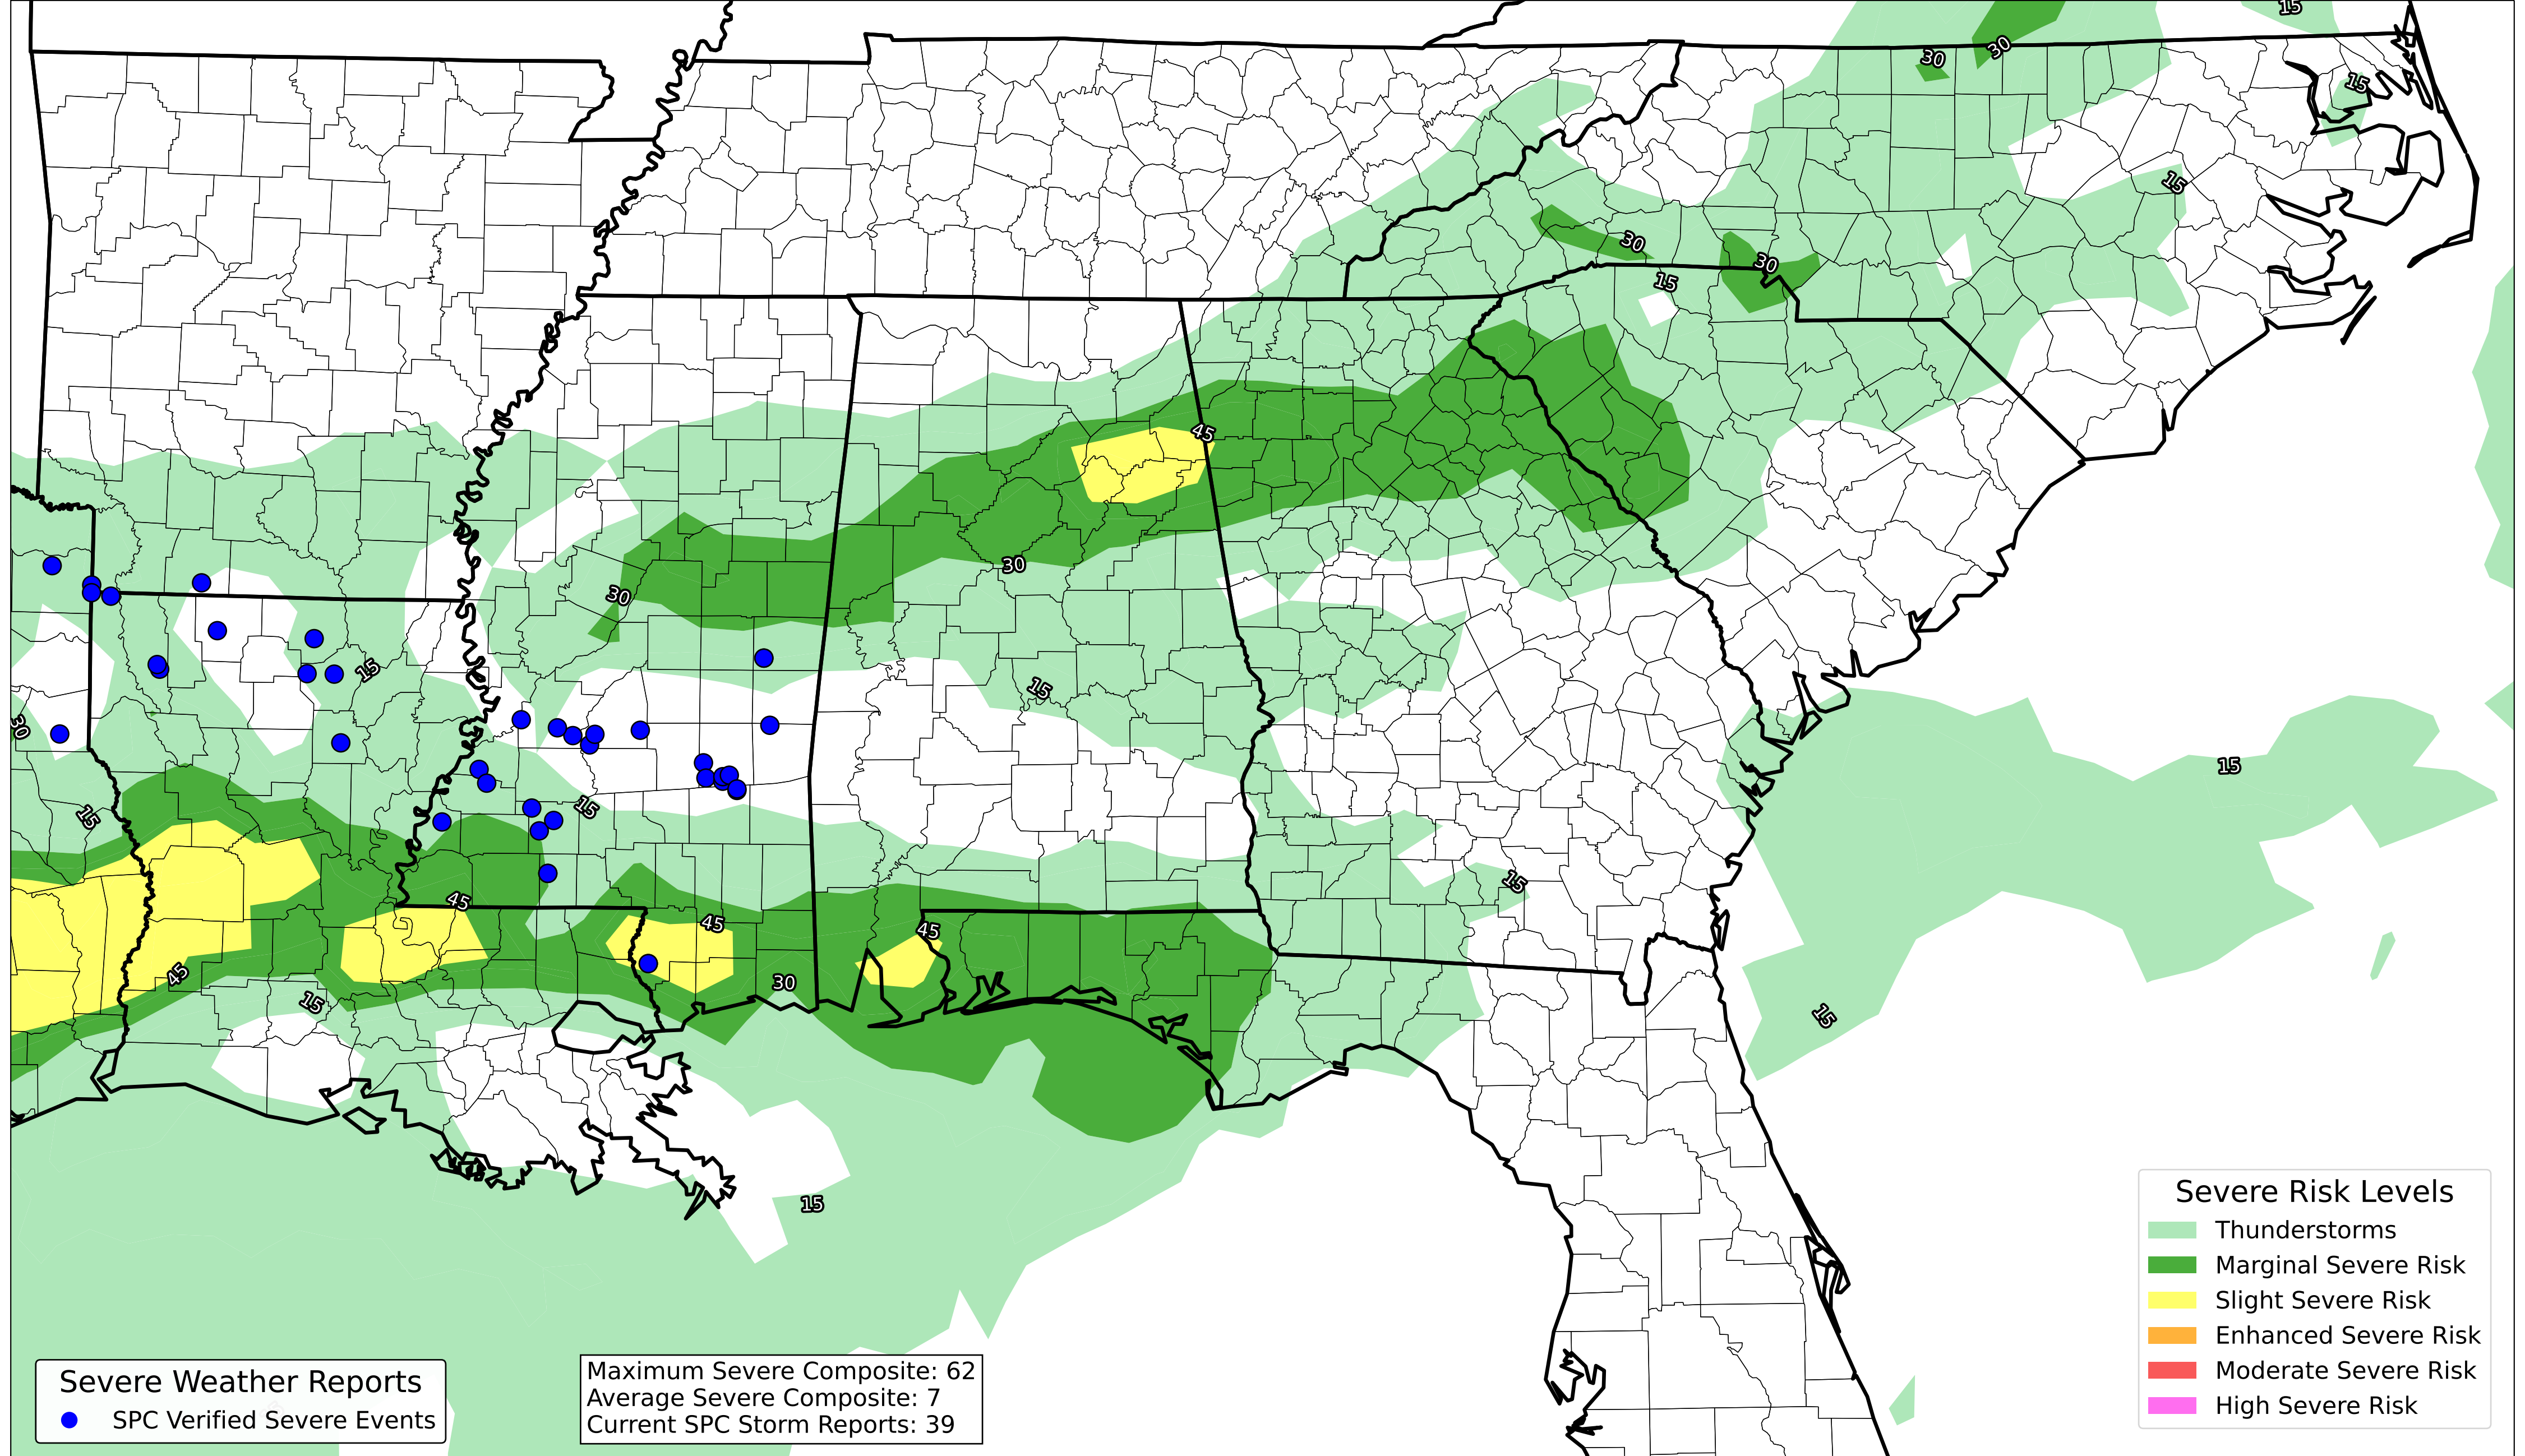 15
30
30
15
15
30
30
15
45
30
30
15
15
30
15
15
15
15
45
45
45
45
30
15
15
15
Severe Risk Levels
Thunderstorms
Marginal Severe Risk
Slight Severe Risk
Enhanced Severe Risk
Moderate Severe Risk
High Severe Risk
Severe Weather Reports
SPC Verified Severe Events
Maximum Severe Composite: 62
Average Severe Composite: 7
Current SPC Storm Reports: 39